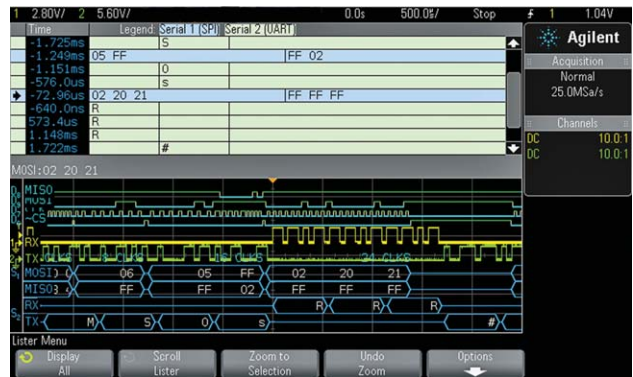 1 2.80V/ 2 5.60V/ 0.0s 500.0㎲/ Stop 1 1.04V
Time Legend: Serial 1 (SPI) Serial 2 (UART)
-1.725ms S
-1.249ms 05 FF |FF 02
-1.151ms 0
-576.0us s
-72.96us 02 20 21 |FF FF FF
-640.0ns R
573.4us R
1.148ms R
1.722ms #
Agilent
Acquisition
Normal
25.0MSa/s
Channels
DC 10.0:1
DC 10.0:1
MOSI:02 20 21
MISO
MOSI
~CS
RX
TX
24 CLKS
S1 MOSI 06 05 FF 02 20 21
MISO FF FF 02 FF FF FF
S2 RX R R R
TX M S 0 s #
Lister Menu
Display
All
Scroll
Lister
Zoom to
Selection
Undo
Zoom
Options